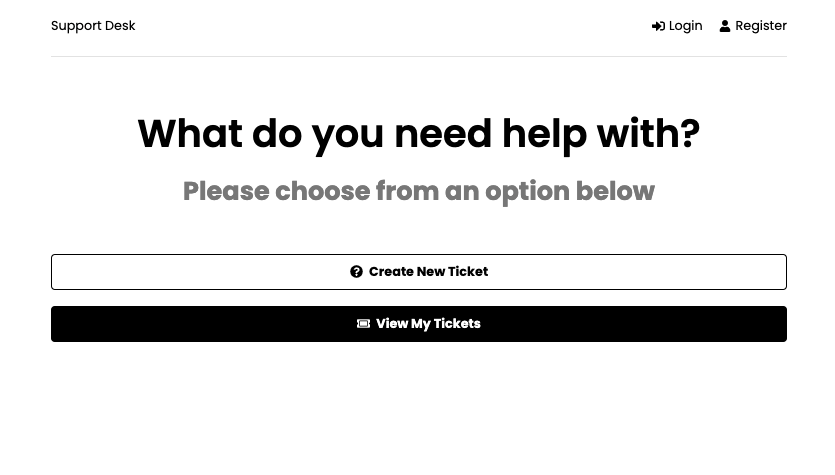 Support Desk
Login
Register
What do you need help with?
Please choose from an option below
Create New Ticket
View My Tickets